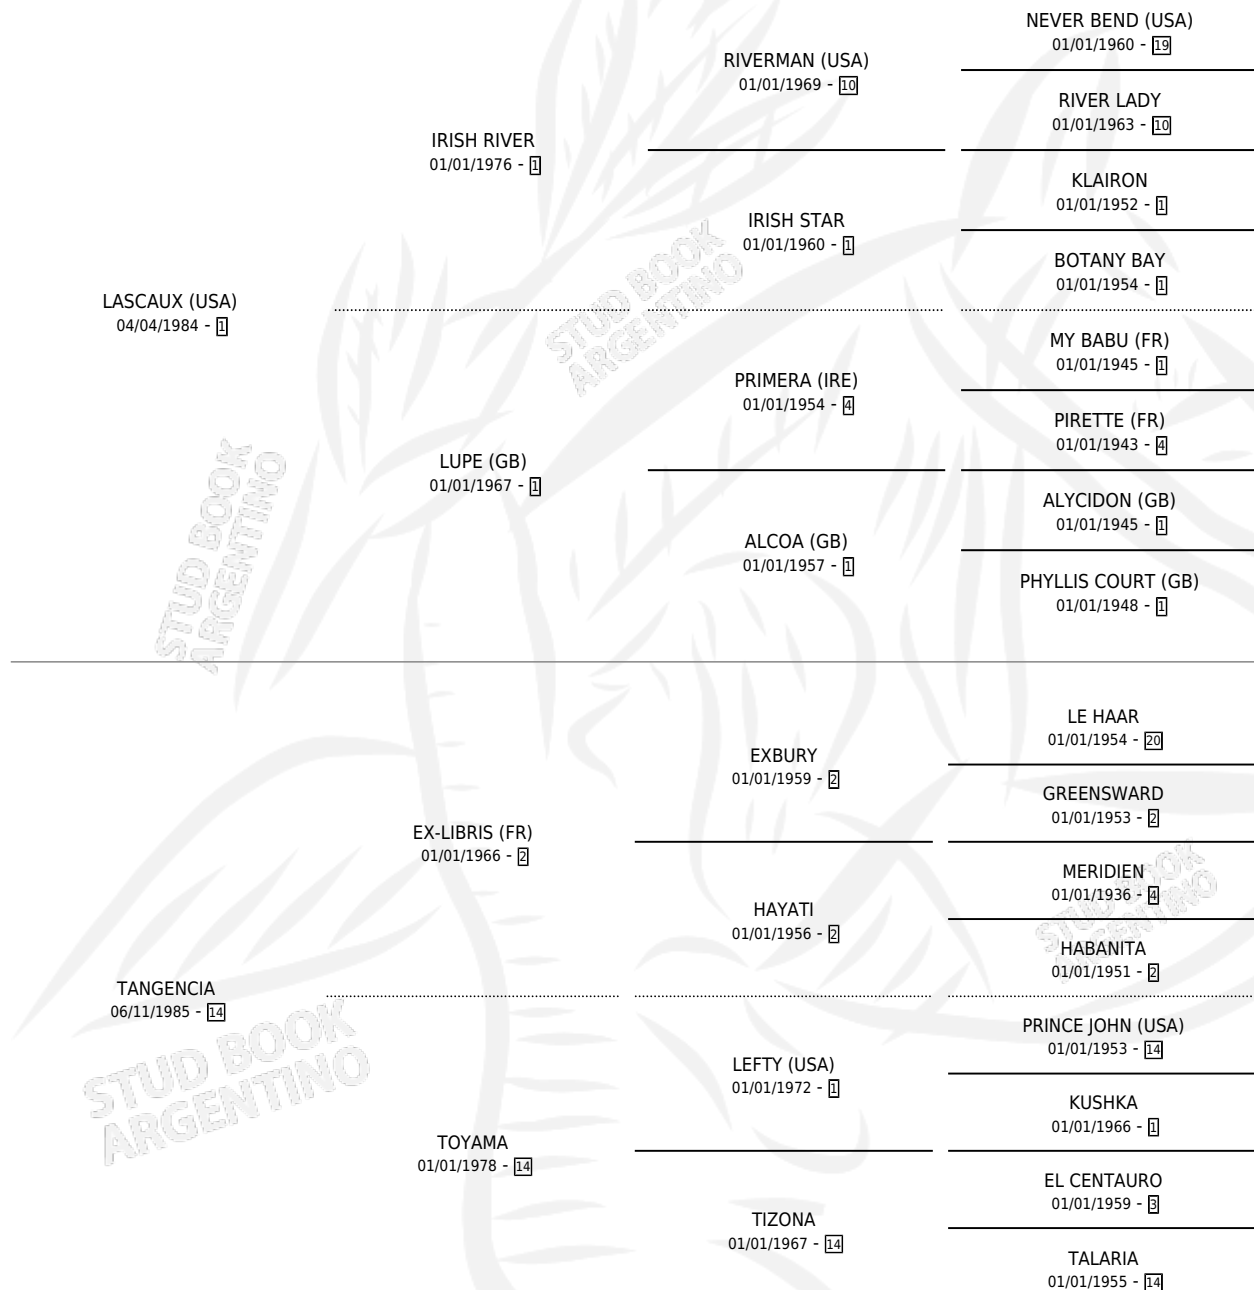 NEVER BEND (USA)
01/01/1960 - 19
RIVERMAN (USA)
01/01/1969 - 10
RIVER LADY
01/01/1963 - 10
IRISH RIVER
01/01/1976 - 1
KLAIRON
01/01/1952 - 1
IRISH STAR
01/01/1960 - 1
BOTANY BAY
01/01/1954 - 1
LASCAUX (USA)
04/04/1984 - 1
STUD BOOK
ARGENTINO
MY BABU (FR)
01/01/1945 - 1
PRIMERA (IRE)
01/01/1954 - 4
PIRETTE (FR)
01/01/1943 - 4
LUPE (GB)
01/01/1967 - 1
ALYCIDON (GB)
01/01/1945 - 1
ALCOA (GB)
01/01/1957 - 1
PHYLLIS COURT (GB)
01/01/1948 - 1
STUD BOOK
ARGENTINO
LE HAAR
01/01/1954 - 20
EXBURY
01/01/1959 - 2
GREENSWARD
01/01/1953 - 2
EX-LIBRIS (FR)
01/01/1966 - 2
MERIDIEN
01/01/1936 - 4
HAYATI
01/01/1956 - 2
HABANITA
01/01/1951 - 2
STUD BOOK
ARGENTINO
TANGENCIA
06/11/1985 - 14
PRINCE JOHN (USA)
01/01/1953 - 14
LEFTY (USA)
01/01/1972 - 1
KUSHKA
01/01/1966 - 1
STUD BOOK
ARGENTINO
TOYAMA
01/01/1978 - 14
EL CENTAURO
01/01/1959 - 3
TIZONA
01/01/1967 - 14
TALARIA
01/01/1955 - 14